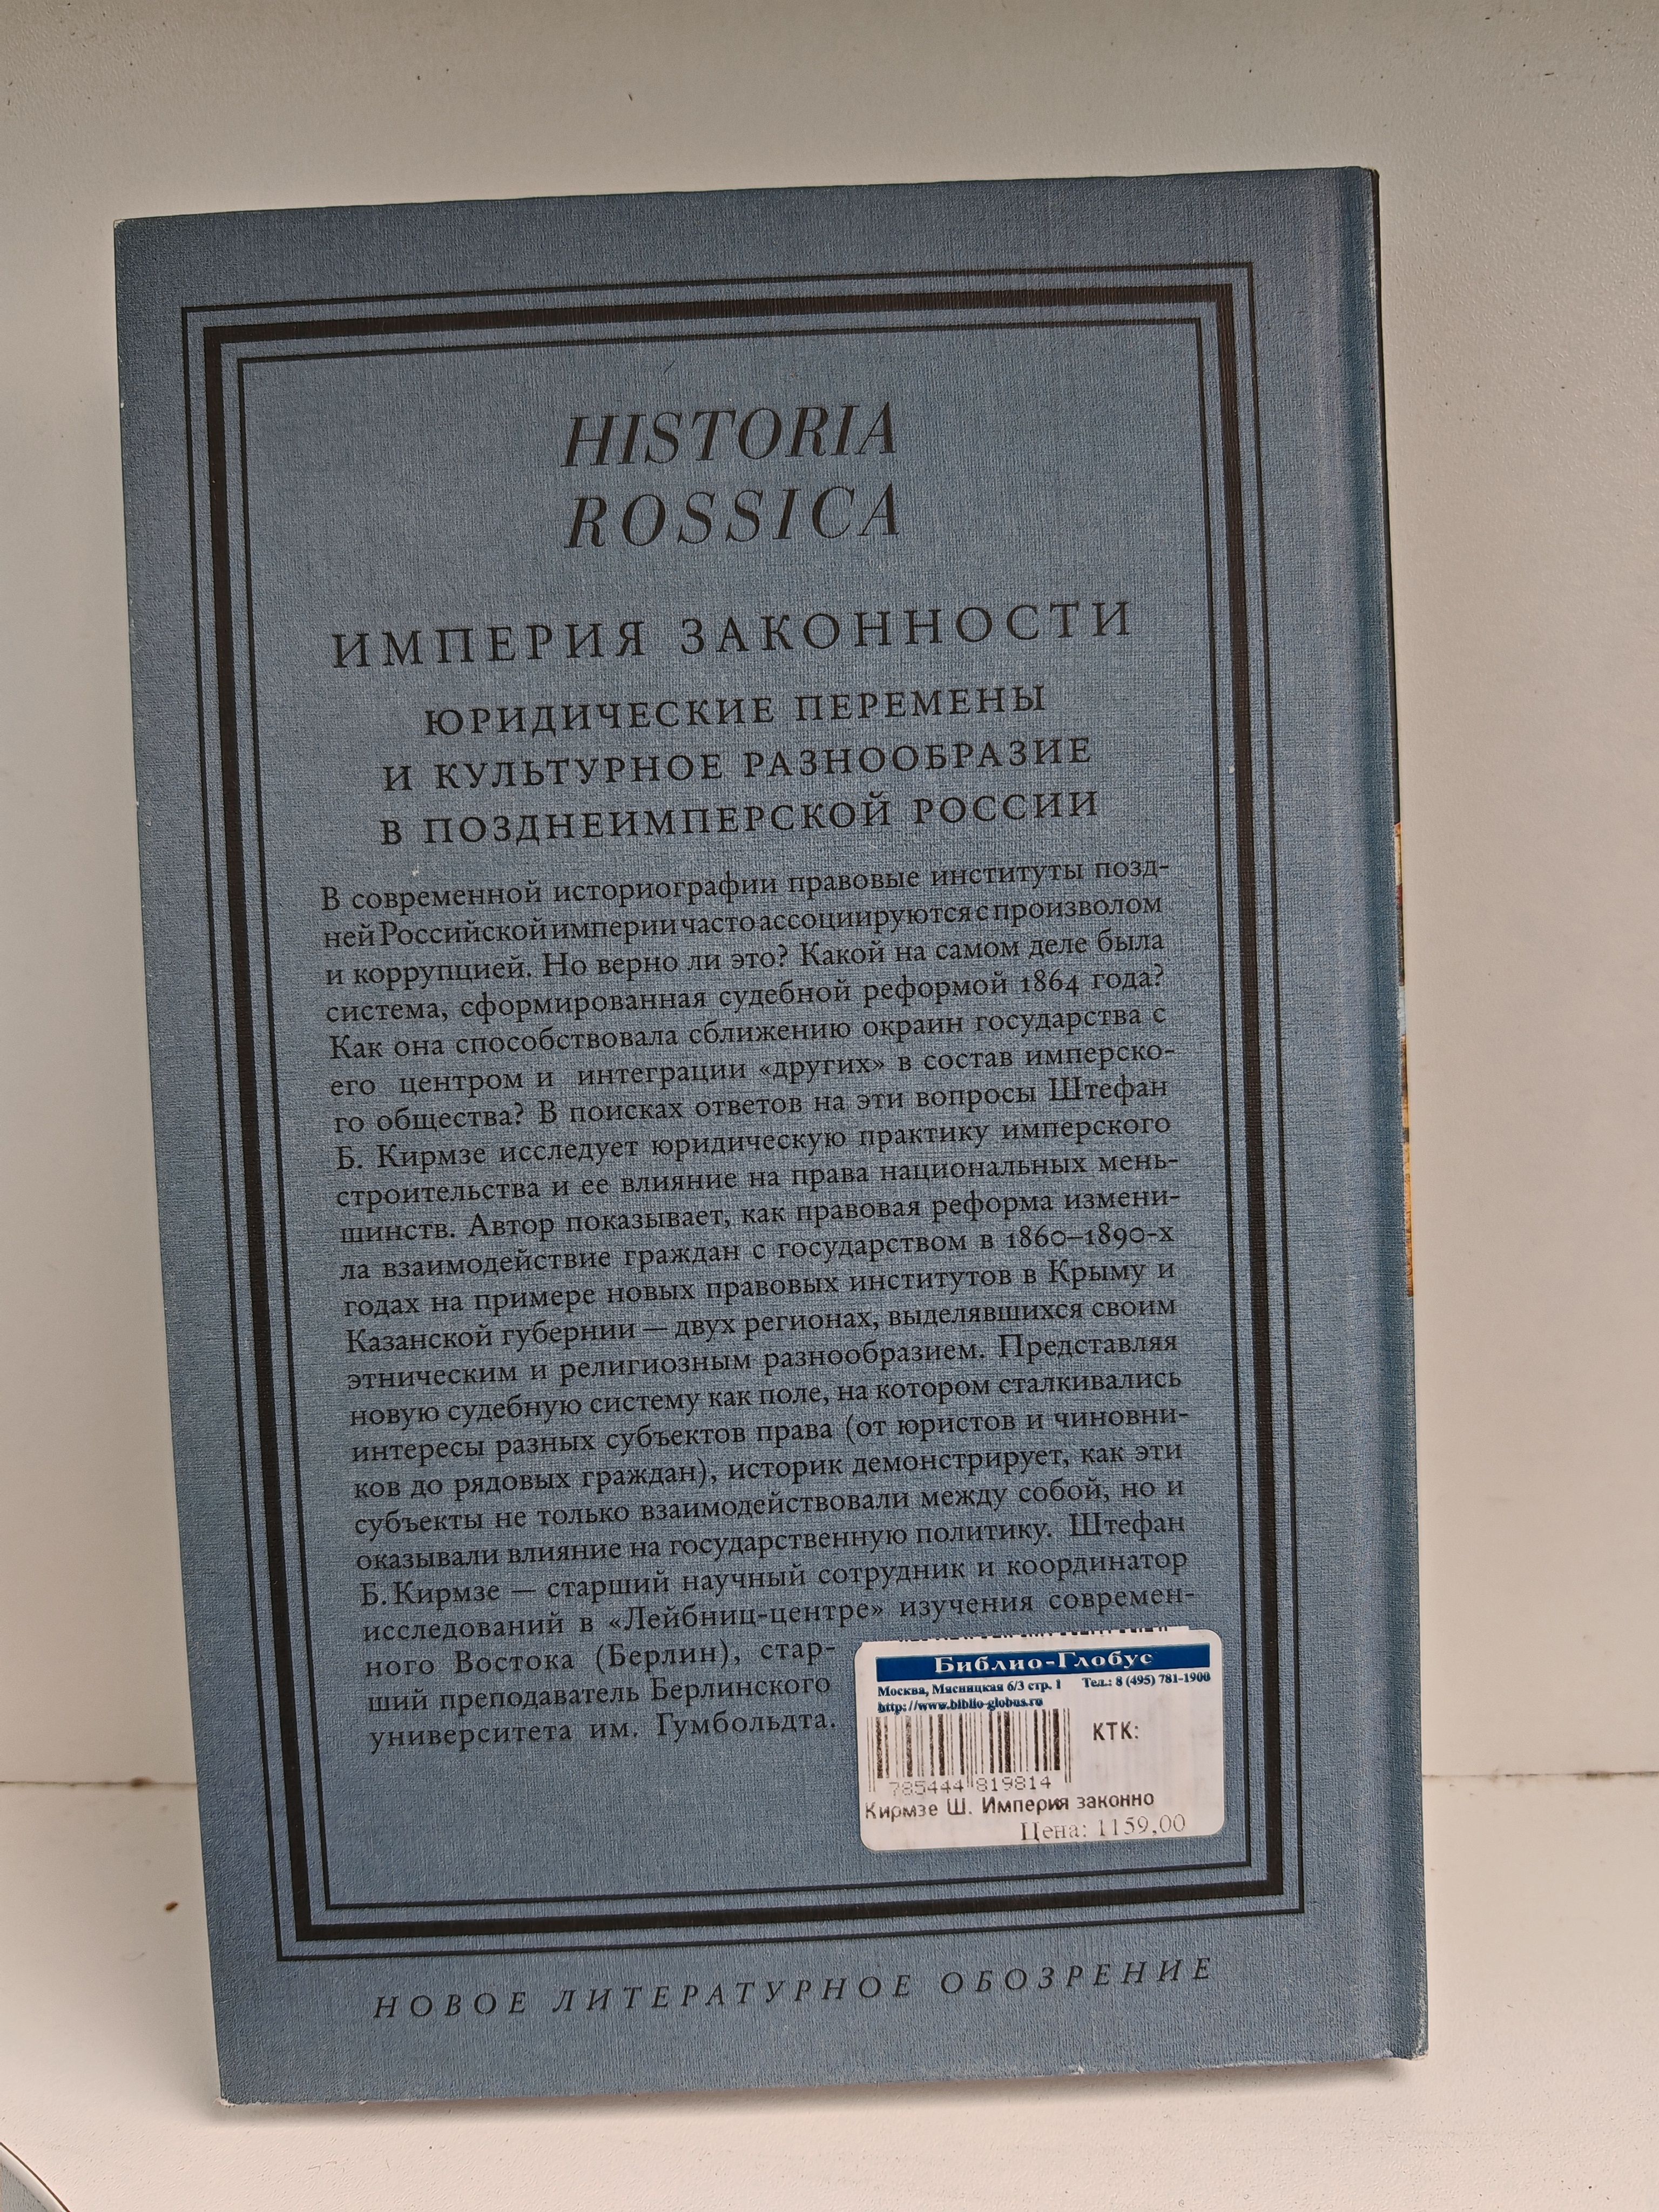 HISTORIA
ROSSICA
ИМПЕРИЯ ЗАКОННОСТИ
ЮРИДИЧЕСКИЕ ПЕРЕМЕНЫ
И КУЛЬТУРНОЕ РАЗНООБРАЗИЕ
В ПОЗДНЕИМПЕРСКОЙ РОССИИ
В современной историографии правовые институты позд-
ней Российской империи часто ассоциируются с произволом
и коррупцией. Но верно ли это? Какой на самом деле была
система, сформированная судебной реформой 1864 года?
Как она способствовала сближению окраин государства с
его центром и интеграции «других» в состав имперско-
го общества? В поисках ответов на эти вопросы Штефан
Б. Кирмзе исследует юридическую практику имперского
строительства и ее влияние на права национальных мень-
шинств. Автор показывает, как правовая реформа измени-
ла взаимодействие граждан с государством в 1860–1890-х
годах на примере новых правовых институтов в Крыму и
Казанской губернии — двух регионах, выделявшихся своим
этническим и религиозным разнообразием. Представляя
новую судебную систему как поле, на котором сталкивались
интересы разных субъектов права (от юристов и чиновни-
ков до рядовых граждан), историк демонстрирует, как эти
субъекты не только взаимодействовали между собой, но и
оказывали влияние на государственную политику. Штефан
Б. Кирмзе — старший научный сотрудник и координатор
исследований в «Лейбниц-центре» изучения современ-
ного Востока (Берлин), стар-
ший преподаватель Берлинского
университета им. Гумбольдта.
Библио-Глобус
Москва, Мясницкая 6/3 стр. 1 Тел.: 8 (495) 781-1900
http://www.biblio-globus.ru
КТК:
785444 819814
Кирмзе Ш. Империя законно
Цена: 1159,00
НОВОЕ ЛИТЕРАТУРНОЕ ОБОЗРЕНИЕ